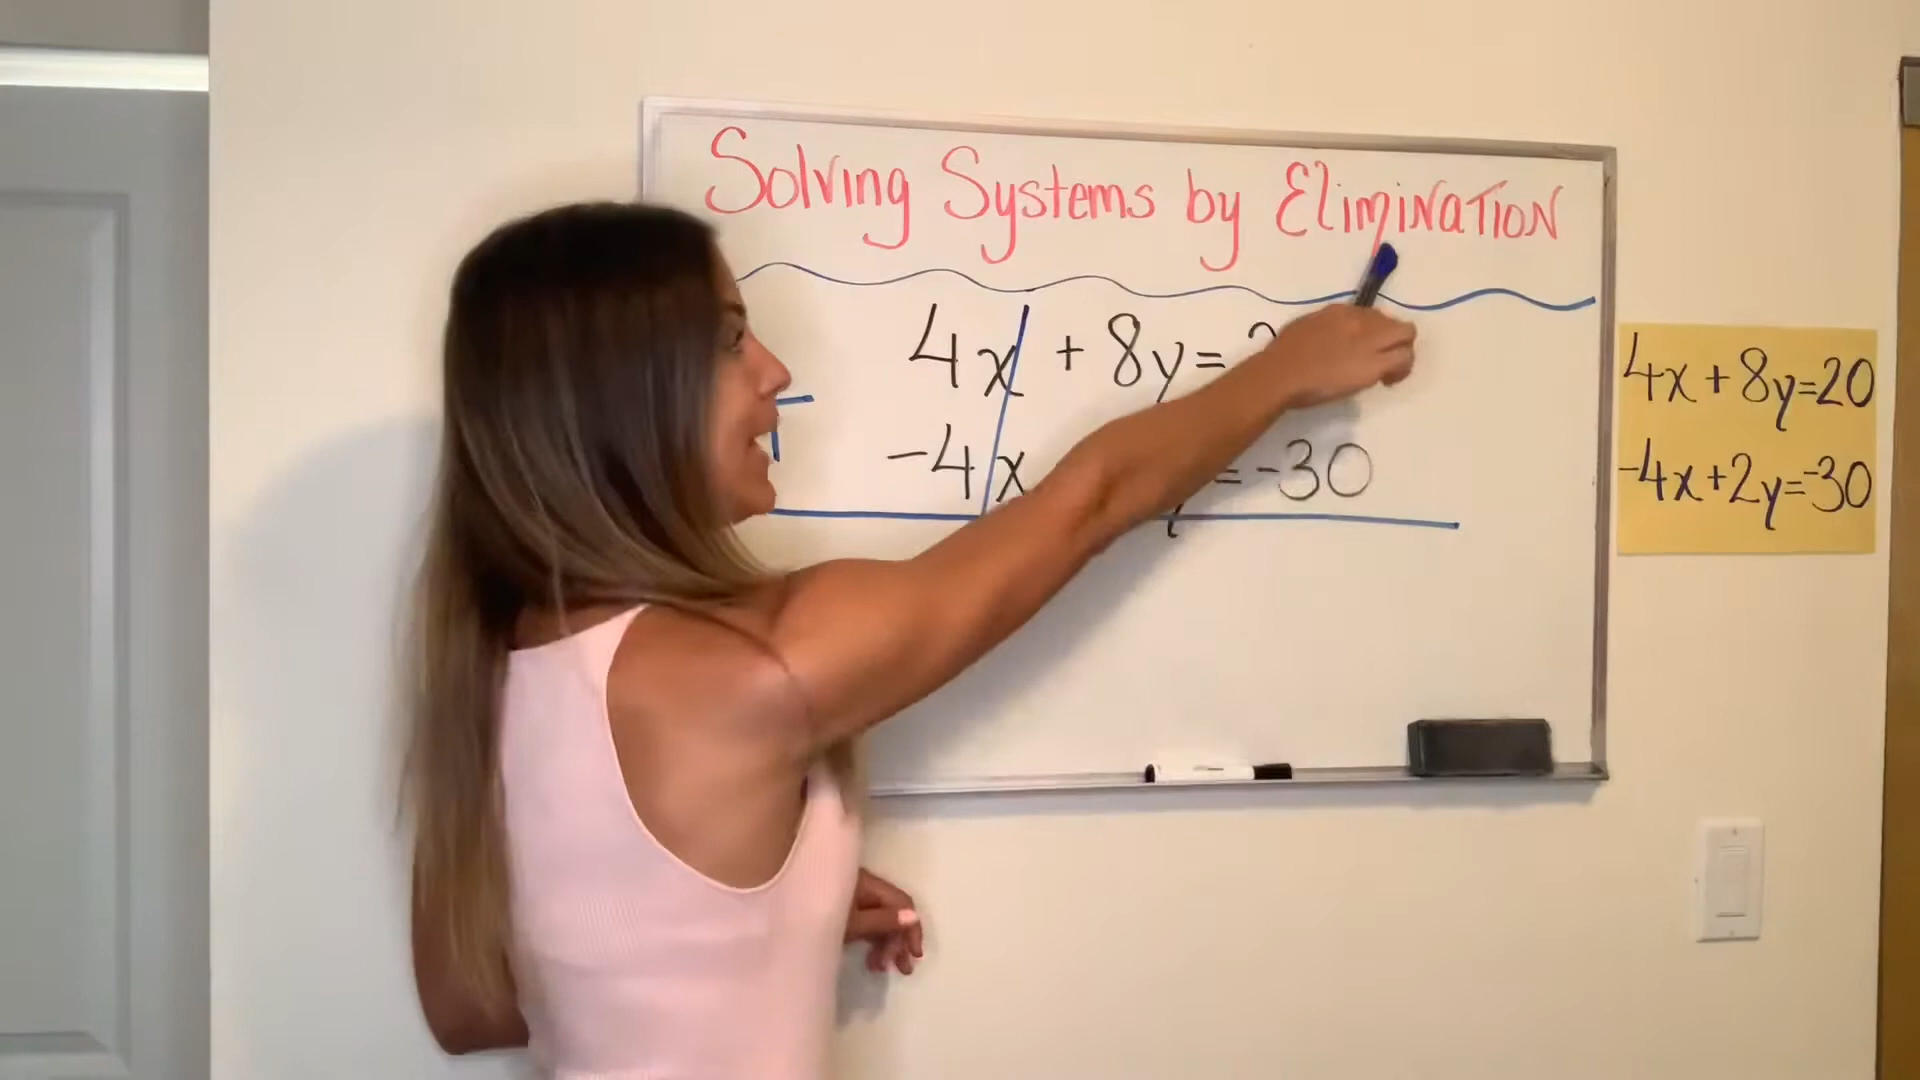 Solving Systems by Elimination
4x + 8y =
-4x = -30
4x + 8y = 20
-4x + 2y = -30